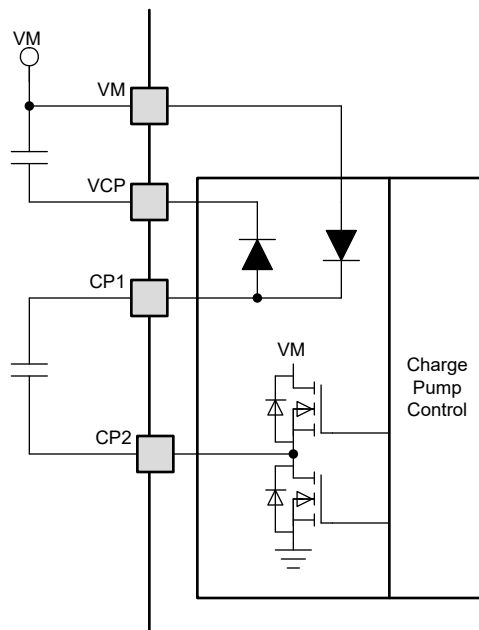 VM
VM
VCP
CP1
VM
Charge
Pump
Control
CP2